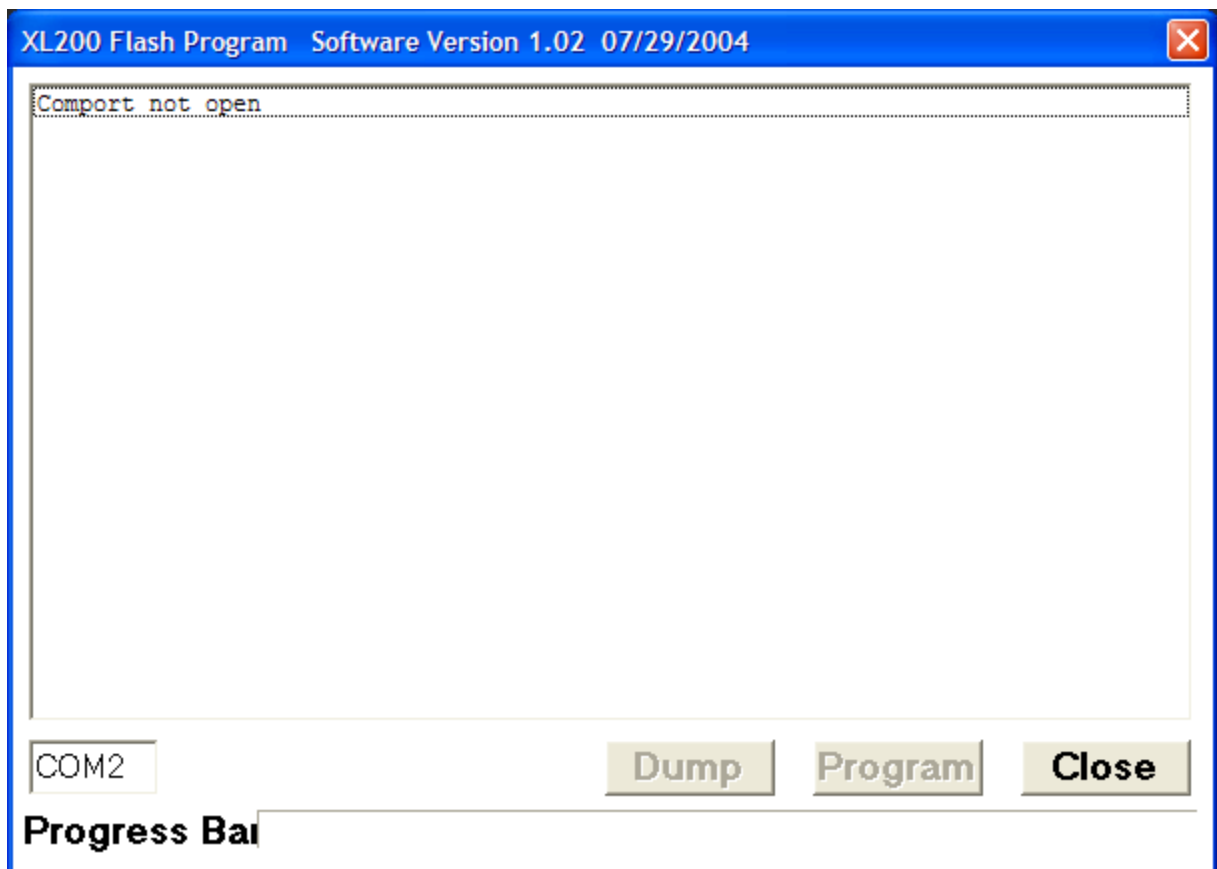 XL200 Flash Program   Software Version 1.02  07/29/2004
Comport not open
COM2
Dump
Program
Close
Progress Bar